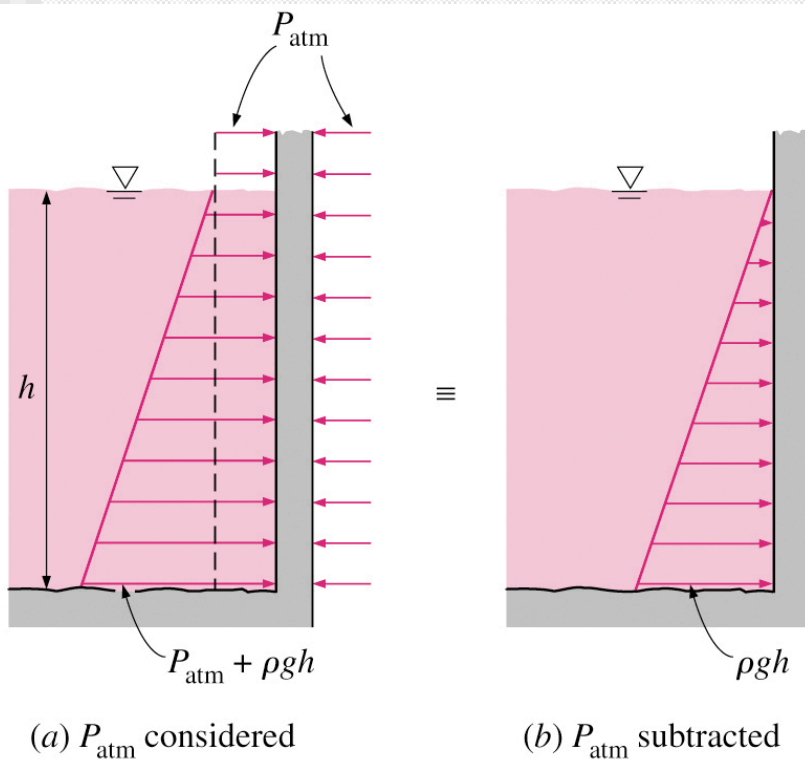 P_atm
h
≡
P_atm + ρgh
ρgh
(a) P_atm considered
(b) P_atm subtracted